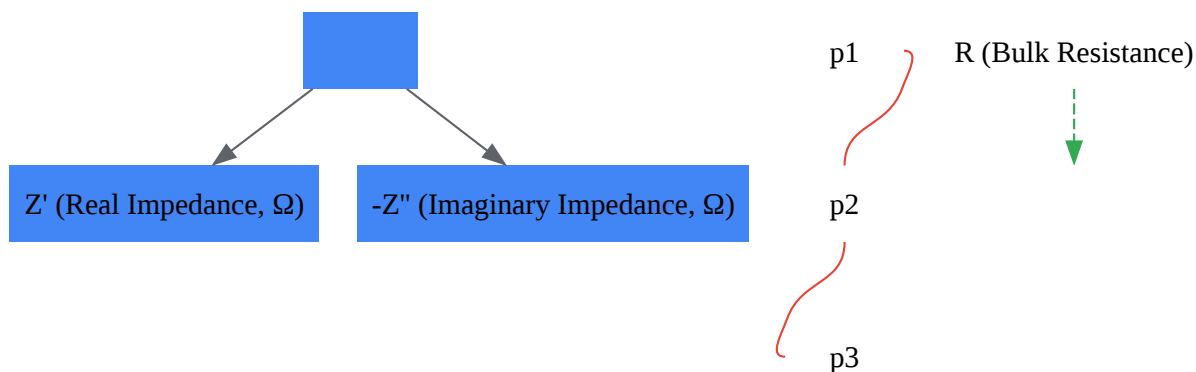 p1
R (Bulk Resistance)
Z' (Real Impedance, Ω)
-Z" (Imaginary Impedance, Ω)
p2
p3